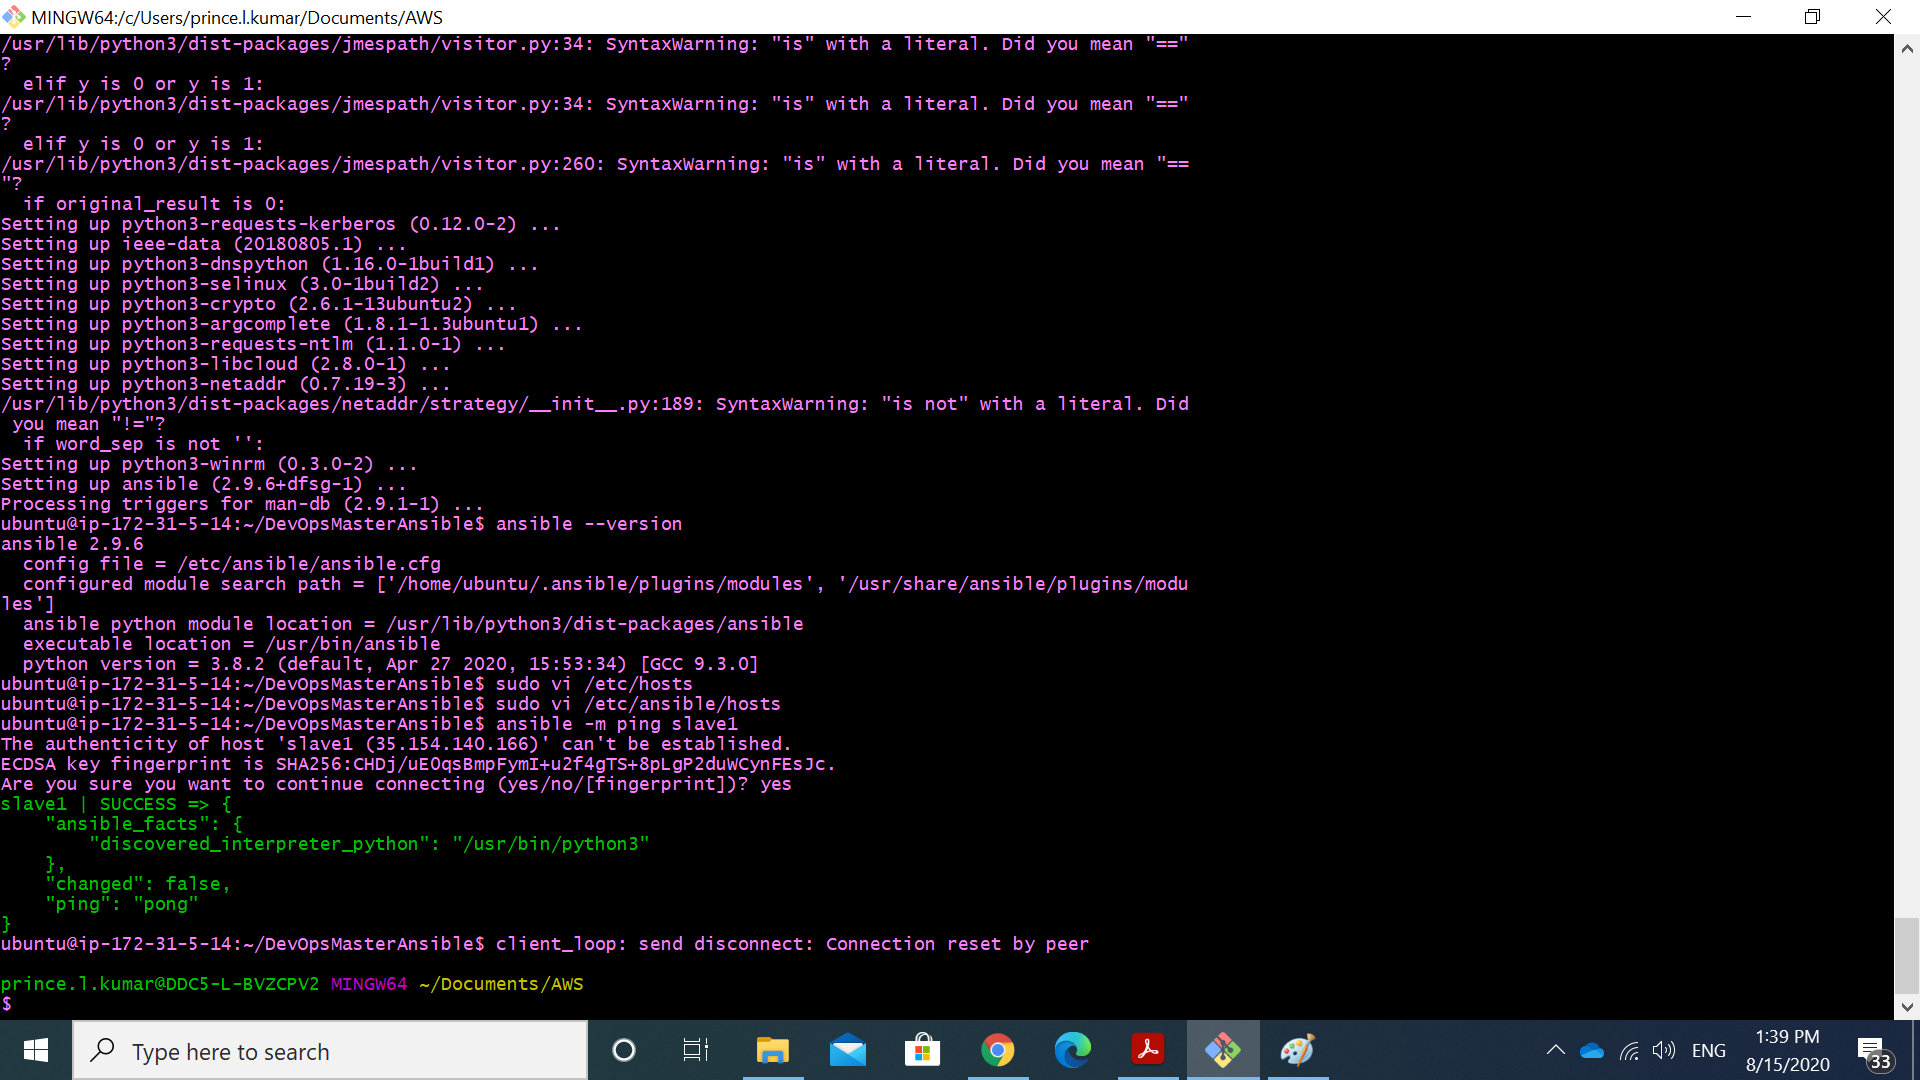 MINGW64:/c/Users/prince.l.kumar/Documents/AWS
/usr/lib/python3/dist-packages/jmespath/visitor.py:34: SyntaxWarning: "is" with a literal. Did you mean "=="
?
  elif y is 0 or y is 1:
/usr/lib/python3/dist-packages/jmespath/visitor.py:34: SyntaxWarning: "is" with a literal. Did you mean "=="
?
  elif y is 0 or y is 1:
/usr/lib/python3/dist-packages/jmespath/visitor.py:260: SyntaxWarning: "is" with a literal. Did you mean "==
"?
  if original_result is 0:
Setting up python3-requests-kerberos (0.12.0-2) ...
Setting up ieee-data (20180805.1) ...
Setting up python3-dnspython (1.16.0-1build1) ...
Setting up python3-selinux (3.0-1build2) ...
Setting up python3-crypto (2.6.1-13ubuntu2) ...
Setting up python3-argcomplete (1.8.1-1.3ubuntu1) ...
Setting up python3-requests-ntlm (1.1.0-1) ...
Setting up python3-libcloud (2.8.0-1) ...
Setting up python3-netaddr (0.7.19-3) ...
/usr/lib/python3/dist-packages/netaddr/strategy/__init__.py:189: SyntaxWarning: "is not" with a literal. Did
 you mean "!="?
  if word_sep is not '':
Setting up python3-winrm (0.3.0-2) ...
Setting up ansible (2.9.6+dfsg-1) ...
Processing triggers for man-db (2.9.1-1) ...
ubuntu@ip-172-31-5-14:~/DevOpsMasterAnsible$ ansible --version
ansible 2.9.6
  config file = /etc/ansible/ansible.cfg
  configured module search path = ['/home/ubuntu/.ansible/plugins/modules', '/usr/share/ansible/plugins/modu
les']
  ansible python module location = /usr/lib/python3/dist-packages/ansible
  executable location = /usr/bin/ansible
  python version = 3.8.2 (default, Apr 27 2020, 15:53:34) [GCC 9.3.0]
ubuntu@ip-172-31-5-14:~/DevOpsMasterAnsible$ sudo vi /etc/hosts
ubuntu@ip-172-31-5-14:~/DevOpsMasterAnsible$ sudo vi /etc/ansible/hosts
ubuntu@ip-172-31-5-14:~/DevOpsMasterAnsible$ ansible -m ping slave1
The authenticity of host 'slave1 (35.154.140.166)' can't be established.
ECDSA key fingerprint is SHA256:CHDj/uEOqsBmpFymI+u2f4gTS+8pLgP2duWCynFEsJc.
Are you sure you want to continue connecting (yes/no/[fingerprint])? yes
slave1 | SUCCESS => {
    "ansible_facts": {
        "discovered_interpreter_python": "/usr/bin/python3"
    },
    "changed": false,
    "ping": "pong"
}
ubuntu@ip-172-31-5-14:~/DevOpsMasterAnsible$ client_loop: send disconnect: Connection reset by peer
prince.l.kumar@DDC5-L-BVZCPV2 MINGW64 ~/Documents/AWS
$
Type here to search
ENG
1:39 PM
8/15/2020
33